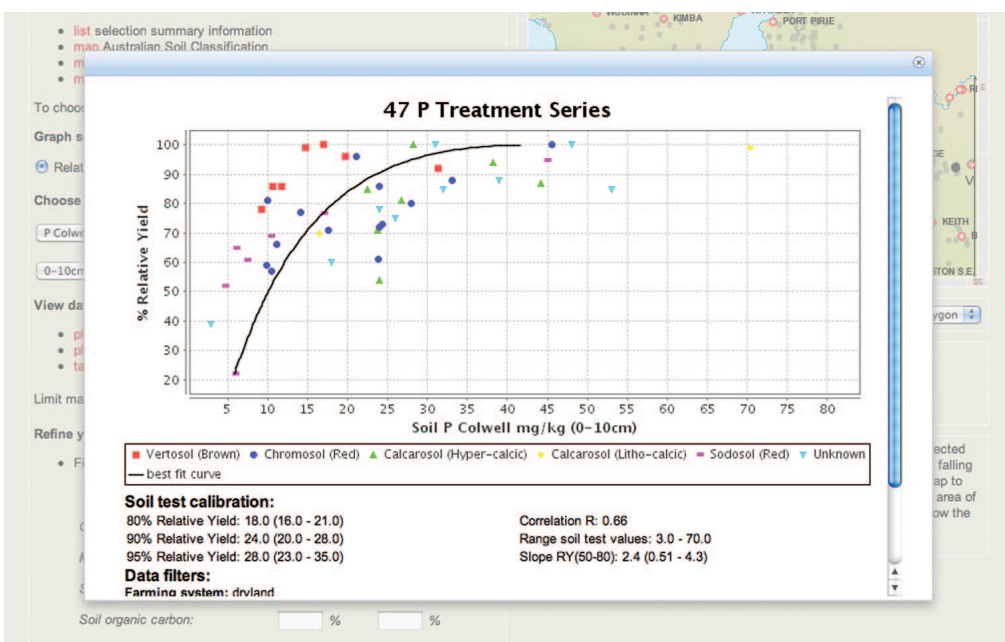 WUDINNA
KIMBA
PORT PIRIE
list selection summary information
map Australian Soil Classification
m
m
To choos
Graph s
Relat
Choose
P Colwe
0-10cm
View da
pl
pl
ta
Limit ma
Refine y
Fi
47 P Treatment Series
% Relative Yield
100
90
80
70
60
50
40
30
20
5 10 15 20 25 30 35 40 45 50 55 60 65 70 75 80
Soil P Colwell mg/kg (0-10cm)
Vertosol (Brown) Chromosol (Red) Calcarosol (Hyper-calcic) Calcarosol (Litho-calcic) Sodosol (Red) Unknown
best fit curve
Soil test calibration:
80% Relative Yield: 18.0 (16.0 - 21.0) Correlation R: 0.66
90% Relative Yield: 24.0 (20.0 - 28.0) Range soil test values: 3.0 - 70.0
95% Relative Yield: 28.0 (23.0 - 35.0) Slope RY(50-80): 2.4 (0.51 - 4.3)
Data filters:
Farming system: dryland
Soil organic carbon: % %
KEITH
TON S.E.
ygon
ected
falling
ap to
area of
ow the